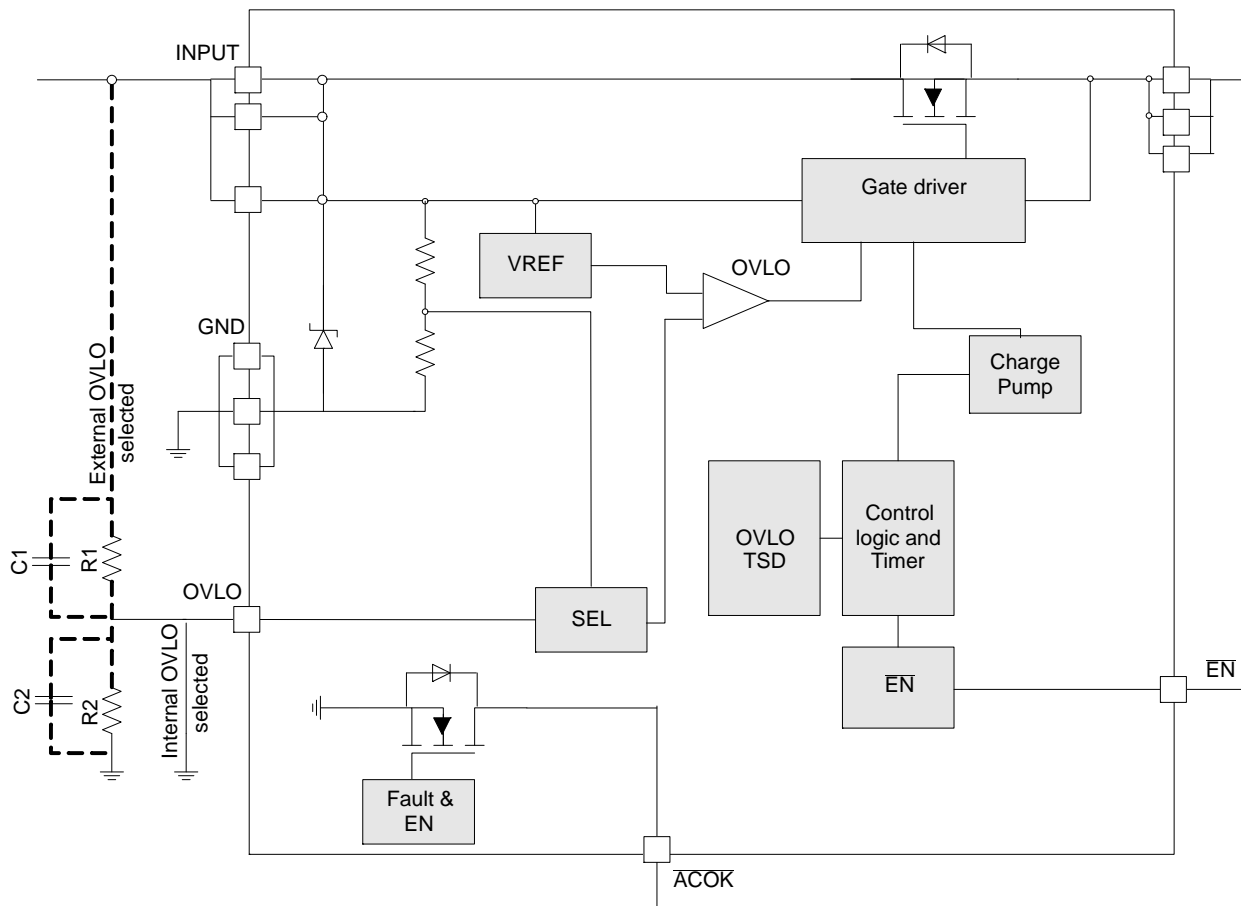 INPUT
Gate driver
VREF
OVLO
GND
Charge
Pump
External OVLO
selected
OVLO
TSD
Control
logic and
Timer
C1
R1
OVLO
SEL
C2
R2
Internal OVLO
selected
EN
EN
Fault &
EN
ACOK